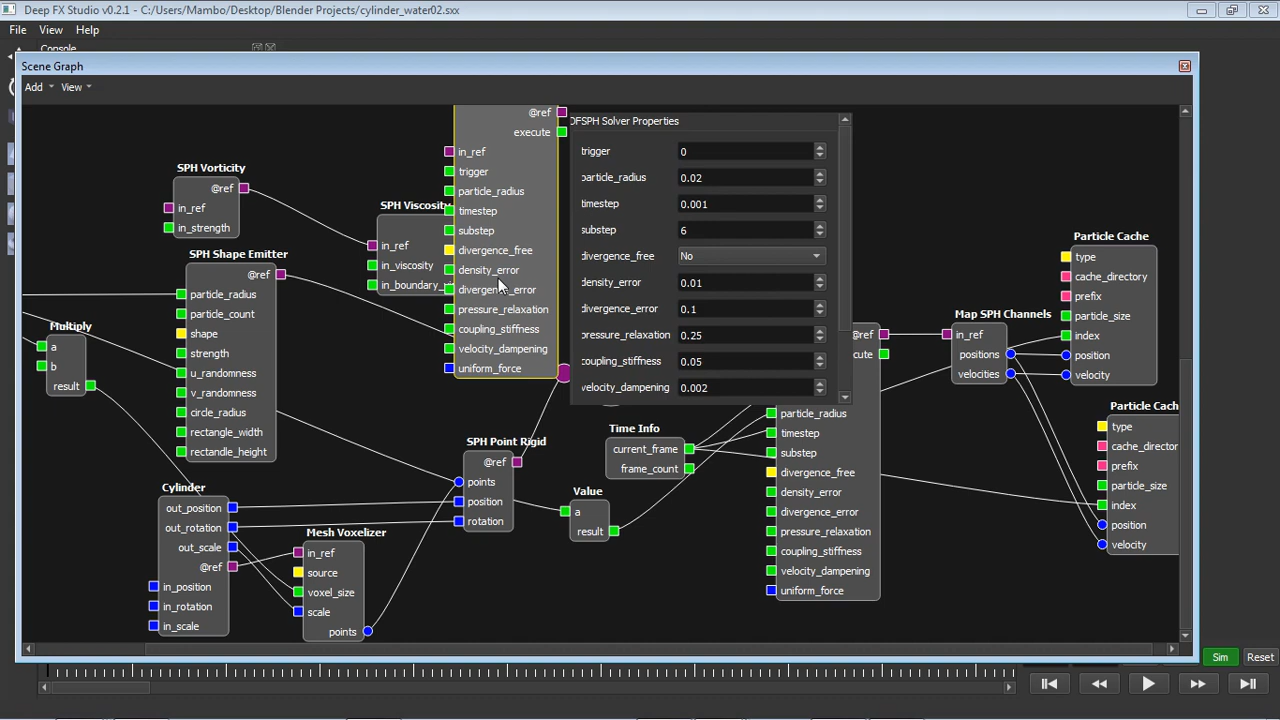 Deep FX Studio v0.2.1 - C:/Users/Mambo/Desktop/Blender Projects/cylinder_water02.sxx
File View Help
Console
Scene Graph
Add View
SPH Vorticity
@ref
in_ref
in_strength
SPH Shape Emitter
@ref
particle_radius
particle_count
shape
strength
u_randomness
v_randomness
circle_radius
rectangle_width
rectangle_height
Multiply
a
b
result
Cylinder
out_position
out_rotation
out_scale
@ref
in_position
in_rotation
in_scale
Mesh Voxelizer
in_ref
source
voxel_size
scale
points
SPH Viscosity
in_ref
in_viscosity
in_boundary_
@ref
execute
in_ref
trigger
particle_radius
timestep
substep
divergence_free
density_error
divergence_error
pressure_relaxation
coupling_stiffness
velocity_dampening
uniform_force
DFSPH Solver Properties
trigger 0
particle_radius 0.02
timestep 0.001
substep 6
divergence_free No
density_error 0.01
divergence_error 0.1
pressure_relaxation 0.25
coupling_stiffness 0.05
velocity_dampening 0.002
SPH Point Rigid
@ref
points
position
rotation
Value
a
result
Time Info
current_frame
frame_count
@ref
cute
particle_radius
timestep
substep
divergence_free
density_error
divergence_error
pressure_relaxation
coupling_stiffness
velocity_dampening
uniform_force
Map SPH Channels
in_ref
positions
velocities
Particle Cache
type
cache_directory
prefix
particle_size
index
position
velocity
Particle Cach
type
cache_director
prefix
particle_size
index
position
velocity
Sim Reset